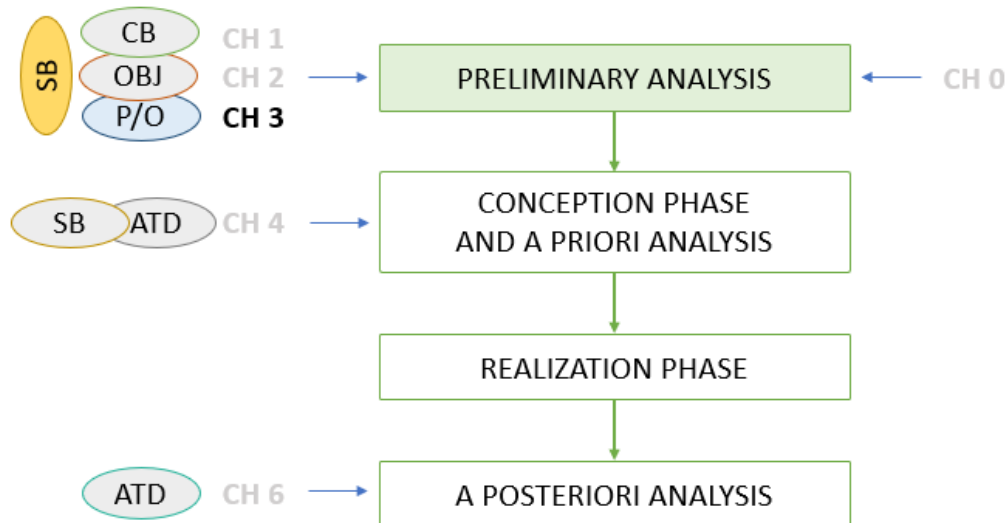 SB
CB
CH 1
OBJ
CH 2
P/O
CH 3
PRELIMINARY ANALYSIS
CH 0
SB
ATD
CH 4
CONCEPTION PHASE
AND A PRIORI ANALYSIS
REALIZATION PHASE
ATD
CH 6
A POSTERIORI ANALYSIS